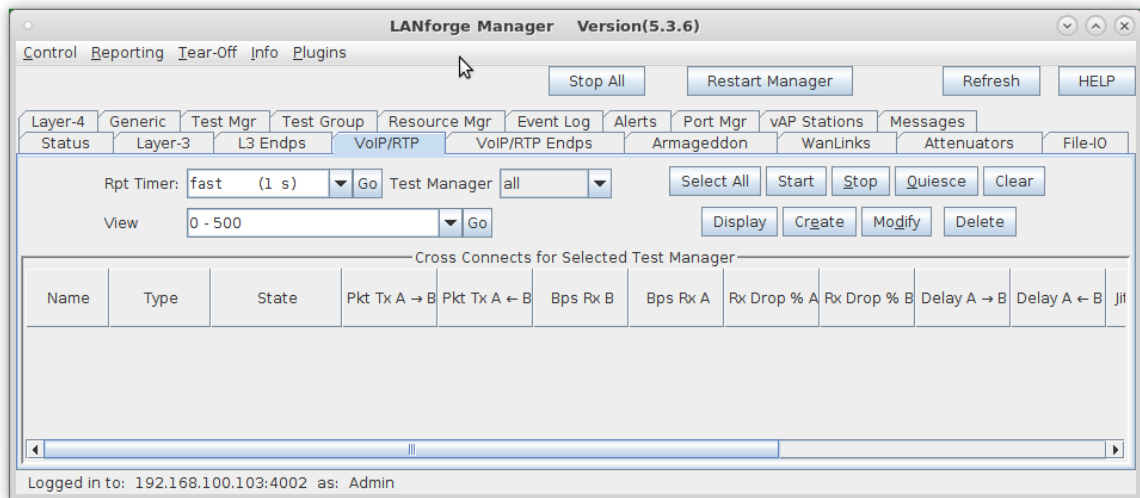 LANforge Manager Version(5.3.6)
Control Reporting Tear-Off Info Plugins
Stop All Restart Manager Refresh HELP
Layer-4 Generic Test Mgr Test Group Resource Mgr Event Log Alerts Port Mgr vAP Stations Messages
Status Layer-3 L3 Endps VoIP/RTP VoIP/RTP Endps Armageddon WanLinks Attenuators File-IO
Rpt Timer: fast (1 s) Go Test Manager all Select All Start Stop Quiesce Clear
View 0 - 500 Go Display Create Modify Delete
Cross Connects for Selected Test Manager
Name Type State Pkt Tx A → B Pkt Tx A ← B Bps Rx B Bps Rx A Rx Drop % A Rx Drop % B Delay A → B Delay A ← B Jit
Logged in to: 192.168.100.103:4002 as: Admin